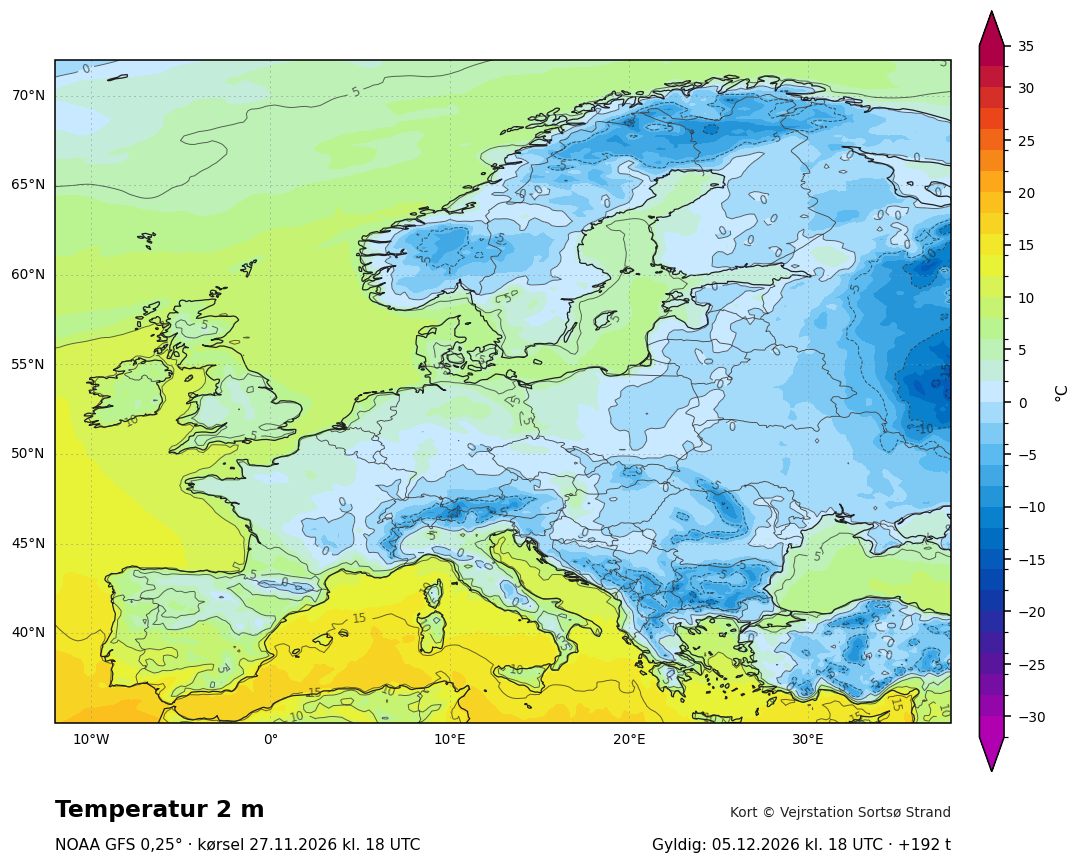 70°N
65°N
60°N
55°N
50°N
45°N
40°N
10°W
0°
10°E
20°E
30°E
35
30
25
20
15
10
5
0
−5
−10
−15
−20
−25
−30
°C
Temperatur 2 m
Kort © Vejrstation Sortsø Strand
NOAA GFS 0,25° · kørsel 27.11.2026 kl. 18 UTC
Gyldig: 05.12.2026 kl. 18 UTC · +192 t